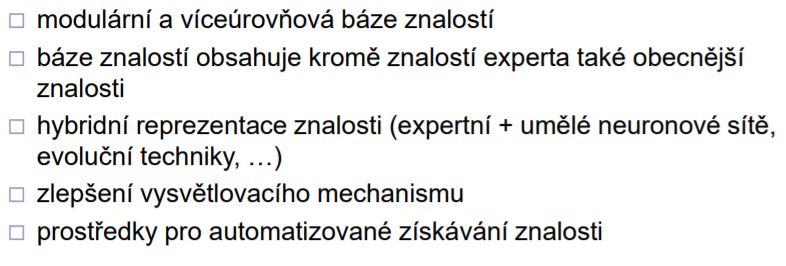 modulární a víceúrovňová báze znalostí
báze znalostí obsahuje kromě znalostí experta také obecnější
znalosti
hybridní reprezentace znalosti (expertní + umělé neuronové sítě,
evoluční techniky, …)
zlepšení vysvětlovacího mechanismu
prostředky pro automatizované získávání znalosti